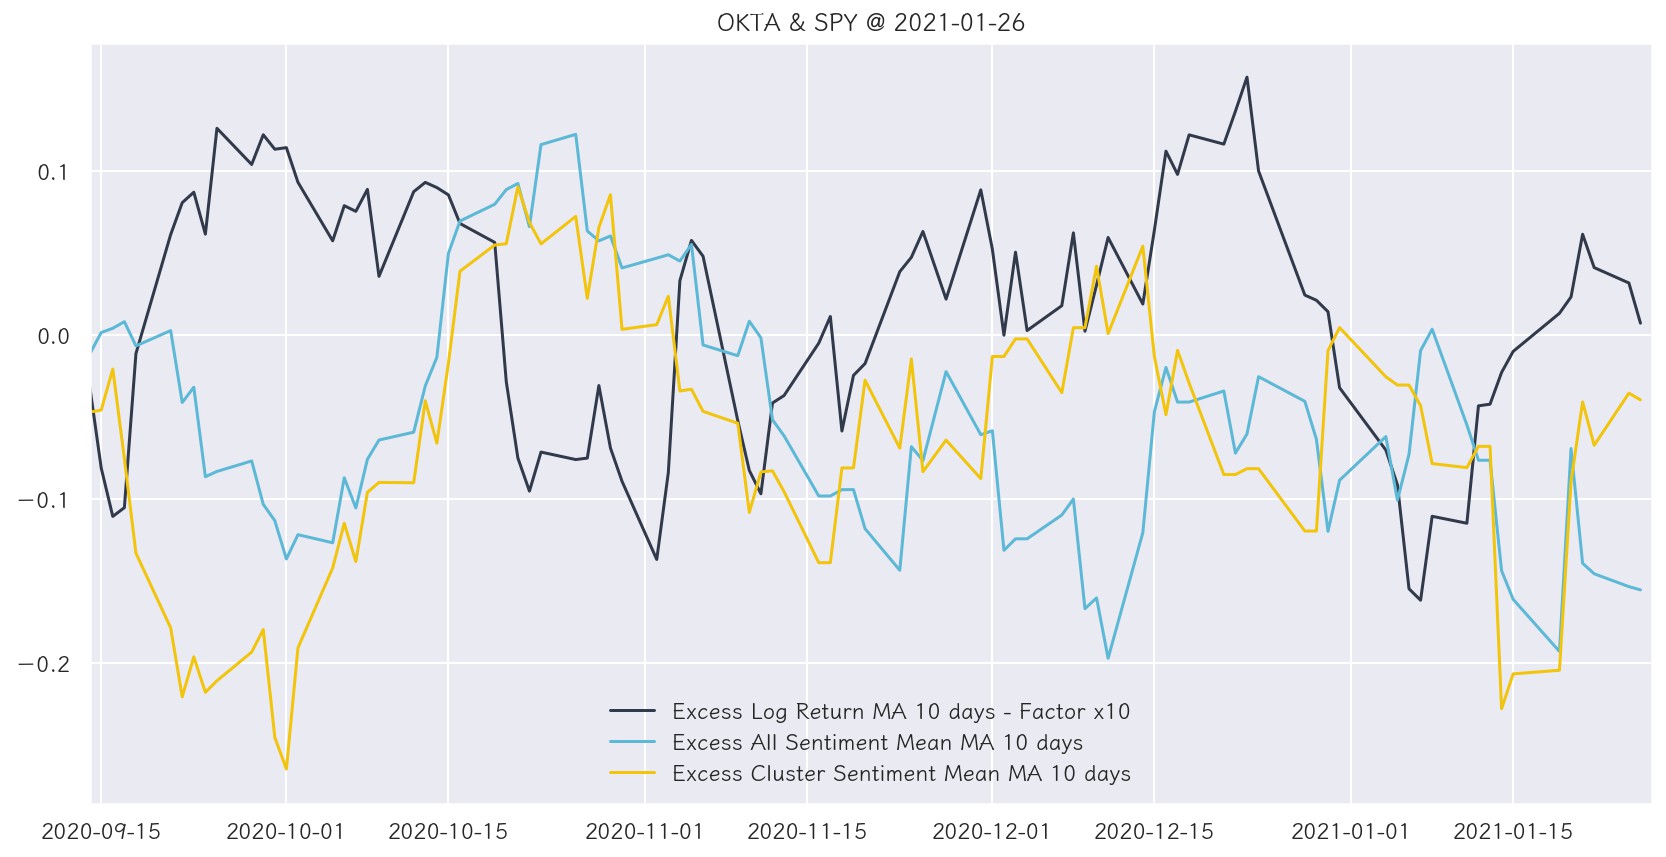 OKTA & SPY @ 2021-01-26
0.1
0.0
−0.1
−0.2
Excess Log Return MA 10 days - Factor x10
Excess All Sentiment Mean MA 10 days
Excess Cluster Sentiment Mean MA 10 days
2020-09-15 2020-10-01 2020-10-15 2020-11-01 2020-11-15 2020-12-01 2020-12-15 2021-01-01 2021-01-15